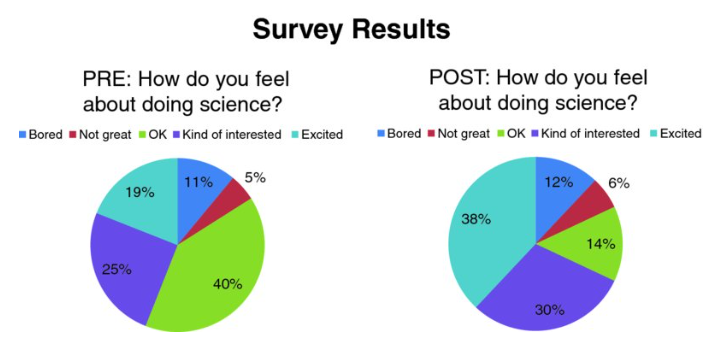 Survey Results
PRE: How do you feel
about doing science?
Bored Not great OK Kind of interested Excited
11%
5%
19%
25%
40%
POST: How do you feel
about doing science?
Bored Not great OK Kind of interested Excited
12%
6%
38%
14%
30%